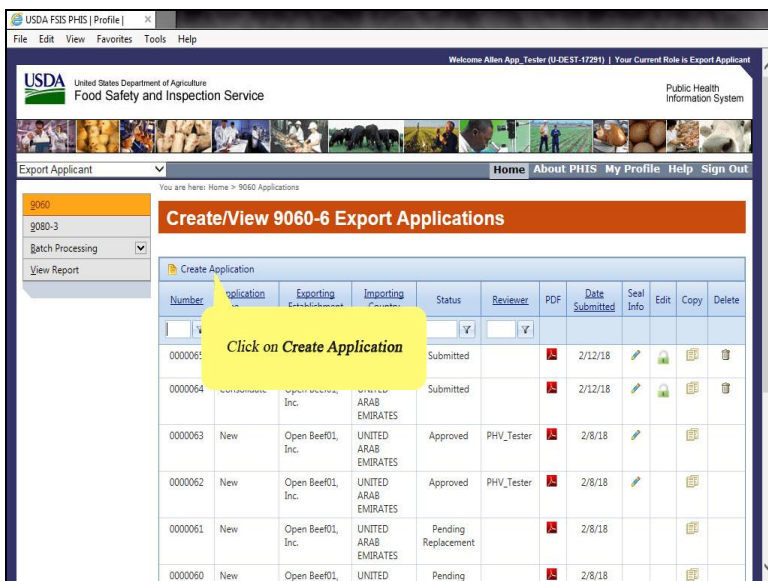 USDA FSIS PHIS | Profile |
File Edit View Favorites Tools Help
Welcome Allen App_Tester (U-DEST-17291) | Your Current Role is Export Applicant
USDA United States Department of Agriculture
Food Safety and Inspection Service
Public Health
Information System
Export Applicant Home About PHIS My Profile Help Sign Out
You are here: Home > 9060 Applications
9060
9080-3
Batch Processing
View Report
Create/View 9060-6 Export Applications
Create Application
Number Application Exporting Establishment Importing Country Status Reviewer PDF Date Submitted Seal Info Edit Copy Delete
Click on Create Application
0000065 Submitted 2/12/18
0000064 Consolidate Open Beef01, Inc. UNITED ARAB EMIRATES Submitted 2/12/18
0000063 New Open Beef01, Inc. UNITED ARAB EMIRATES Approved PHV_Tester 2/8/18
0000062 New Open Beef01, Inc. UNITED ARAB EMIRATES Approved PHV_Tester 2/8/18
0000061 New Open Beef01, Inc. UNITED ARAB EMIRATES Pending Replacement 2/8/18
0000060 New Open Beef01, UNITED Pending 2/8/18